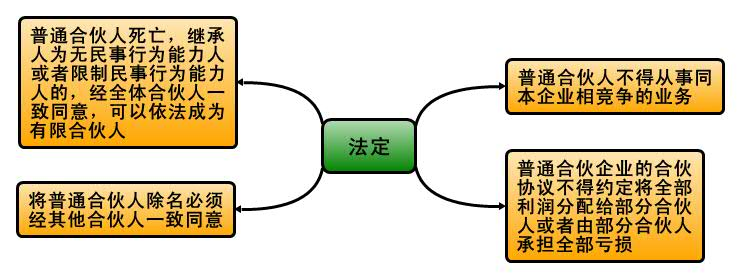 普通合伙人死亡，继承
人为无民事行为能力人
或者限制民事行为能力
人的，经全体合伙人一
致同意，可以依法成为
有限合伙人
将普通合伙人除名必须
经其他合伙人一致同意
法定
普通合伙人不得从事同
本企业相竞争的业务
普通合伙企业的合伙
协议不得约定将全部
利润分配给部分合伙
人或者由部分合伙人
承担全部亏损